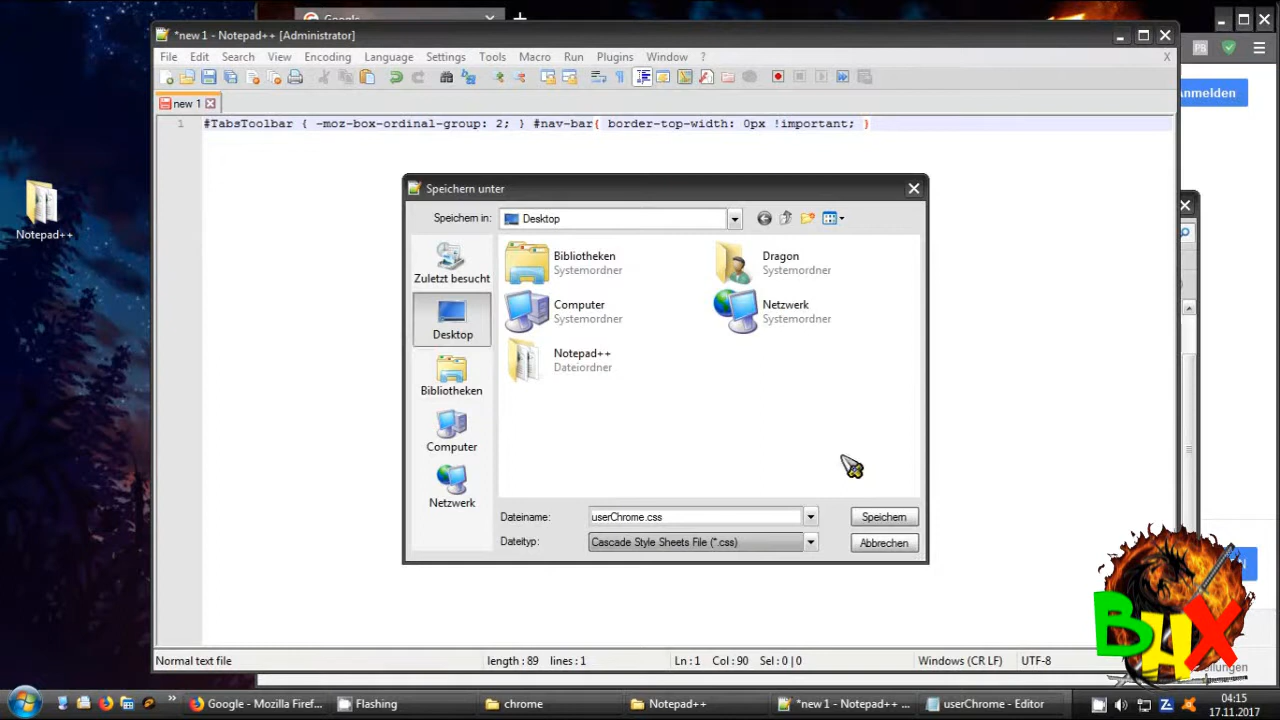 Google
*new 1 - Notepad++ [Administrator]
File Edit Search View Encoding Language Settings Tools Macro Run Plugins Window ? X
PB
Anmelden
new 1
1 #TabsToolbar { -moz-box-ordinal-group: 2; } #nav-bar{ border-top-width: 0px !important; }
Speichern unter
Speichern in: Desktop
Notepad++
Zuletzt besucht
Desktop
Bibliotheken
Computer
Netzwerk
Bibliotheken
Systemordner
Dragon
Systemordner
Computer
Systemordner
Netzwerk
Systemordner
Notepad++
Dateiordner
Dateiname: userChrome.css Speichern
Dateityp: Cascade Style Sheets File (*.css) Abbrechen
BHX
Normal text file length : 89 lines : 1 Ln : 1 Col : 90 Sel : 0 | 0 Windows (CR LF) UTF-8
Google - Mozilla Firef... Flashing chrome Notepad++ *new 1 - Notepad++ ... userChrome - Editor
04:15
17.11.2017